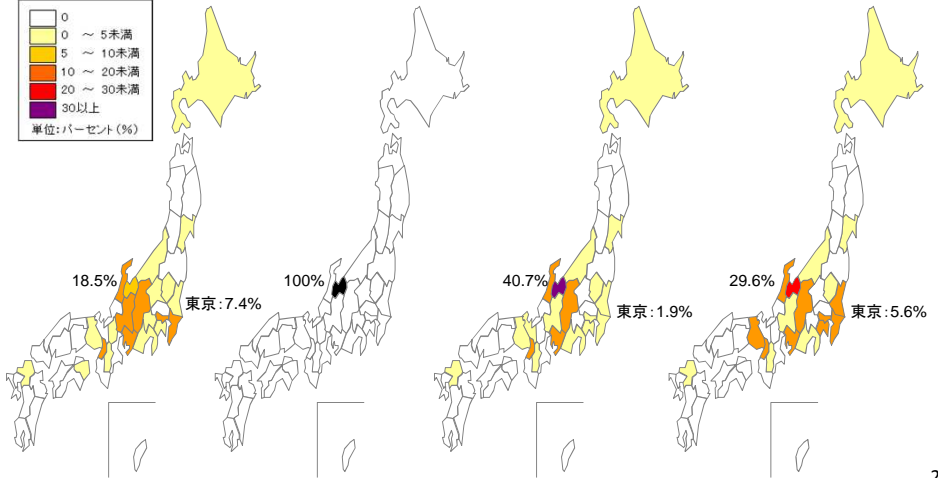 0
0 ～ 5未満
5 ～ 10未満
10 ～ 20未満
20 ～ 30未満
30以上
単位:パーセント(%)
18.5%
東京:7.4%
100%
40.7%
東京:1.9%
29.6%
東京:5.6%
2